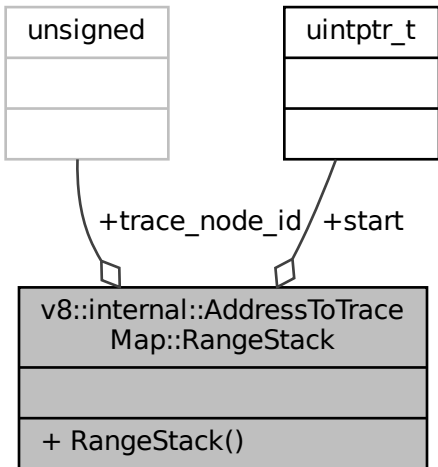 unsigned
uintptr_t
+trace_node_id
+start
v8::internal::AddressToTrace
Map::RangeStack
+ RangeStack()